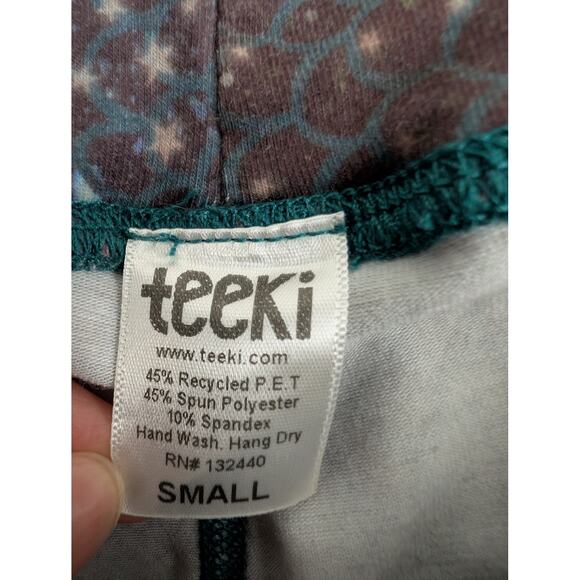 teeki
www.teeki.com
45% Recycled P.E.T
45% Spun Polyester
10% Spandex
Hand Wash. Hang Dry
RN# 132440
SMALL